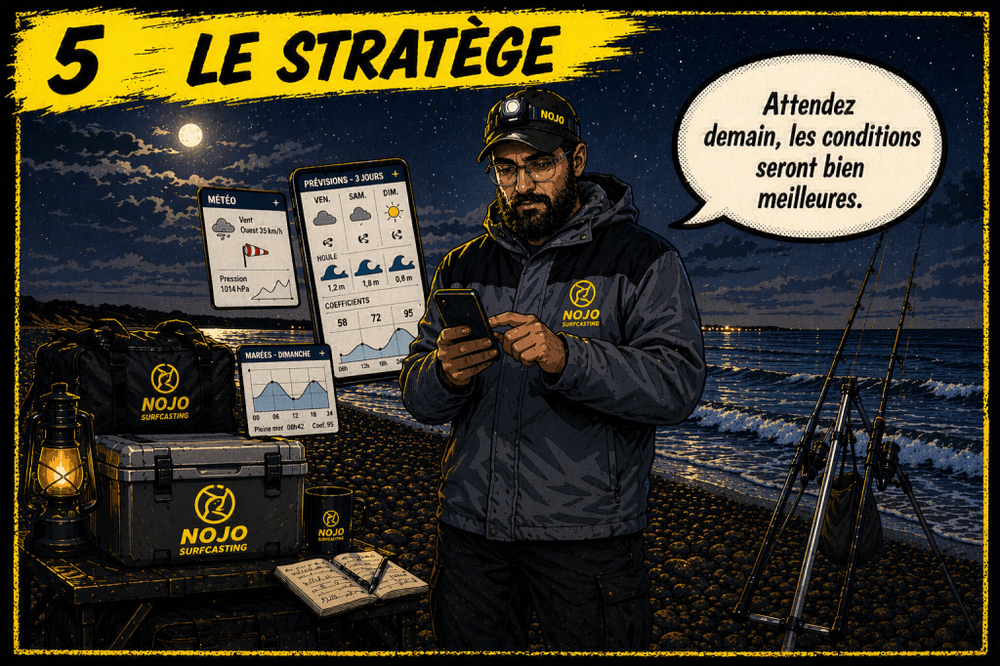 5 LE STRATÈGE
Attendez
demain, les conditions
seront bien
meilleures.
NOJO
MÉTÉO +
Vent
Ouest 35 km/h
Pression
1014 hPa
PRÉVISIONS - 3 JOURS +
VEN. SAM. DIM.
HOULE
1,2 m 1,8 m 0,8 m
COEFFICIENTS
58 72 95
06h 12h 18h
MARÉES - DIMANCHE +
00 06 12 18 24
Pleine mer 08h42 Coef. 95
NOJO
SURFCASTING
NOJO
SURFCASTING
NOJO
SURFCASTING
NOJO
SURFCASTING